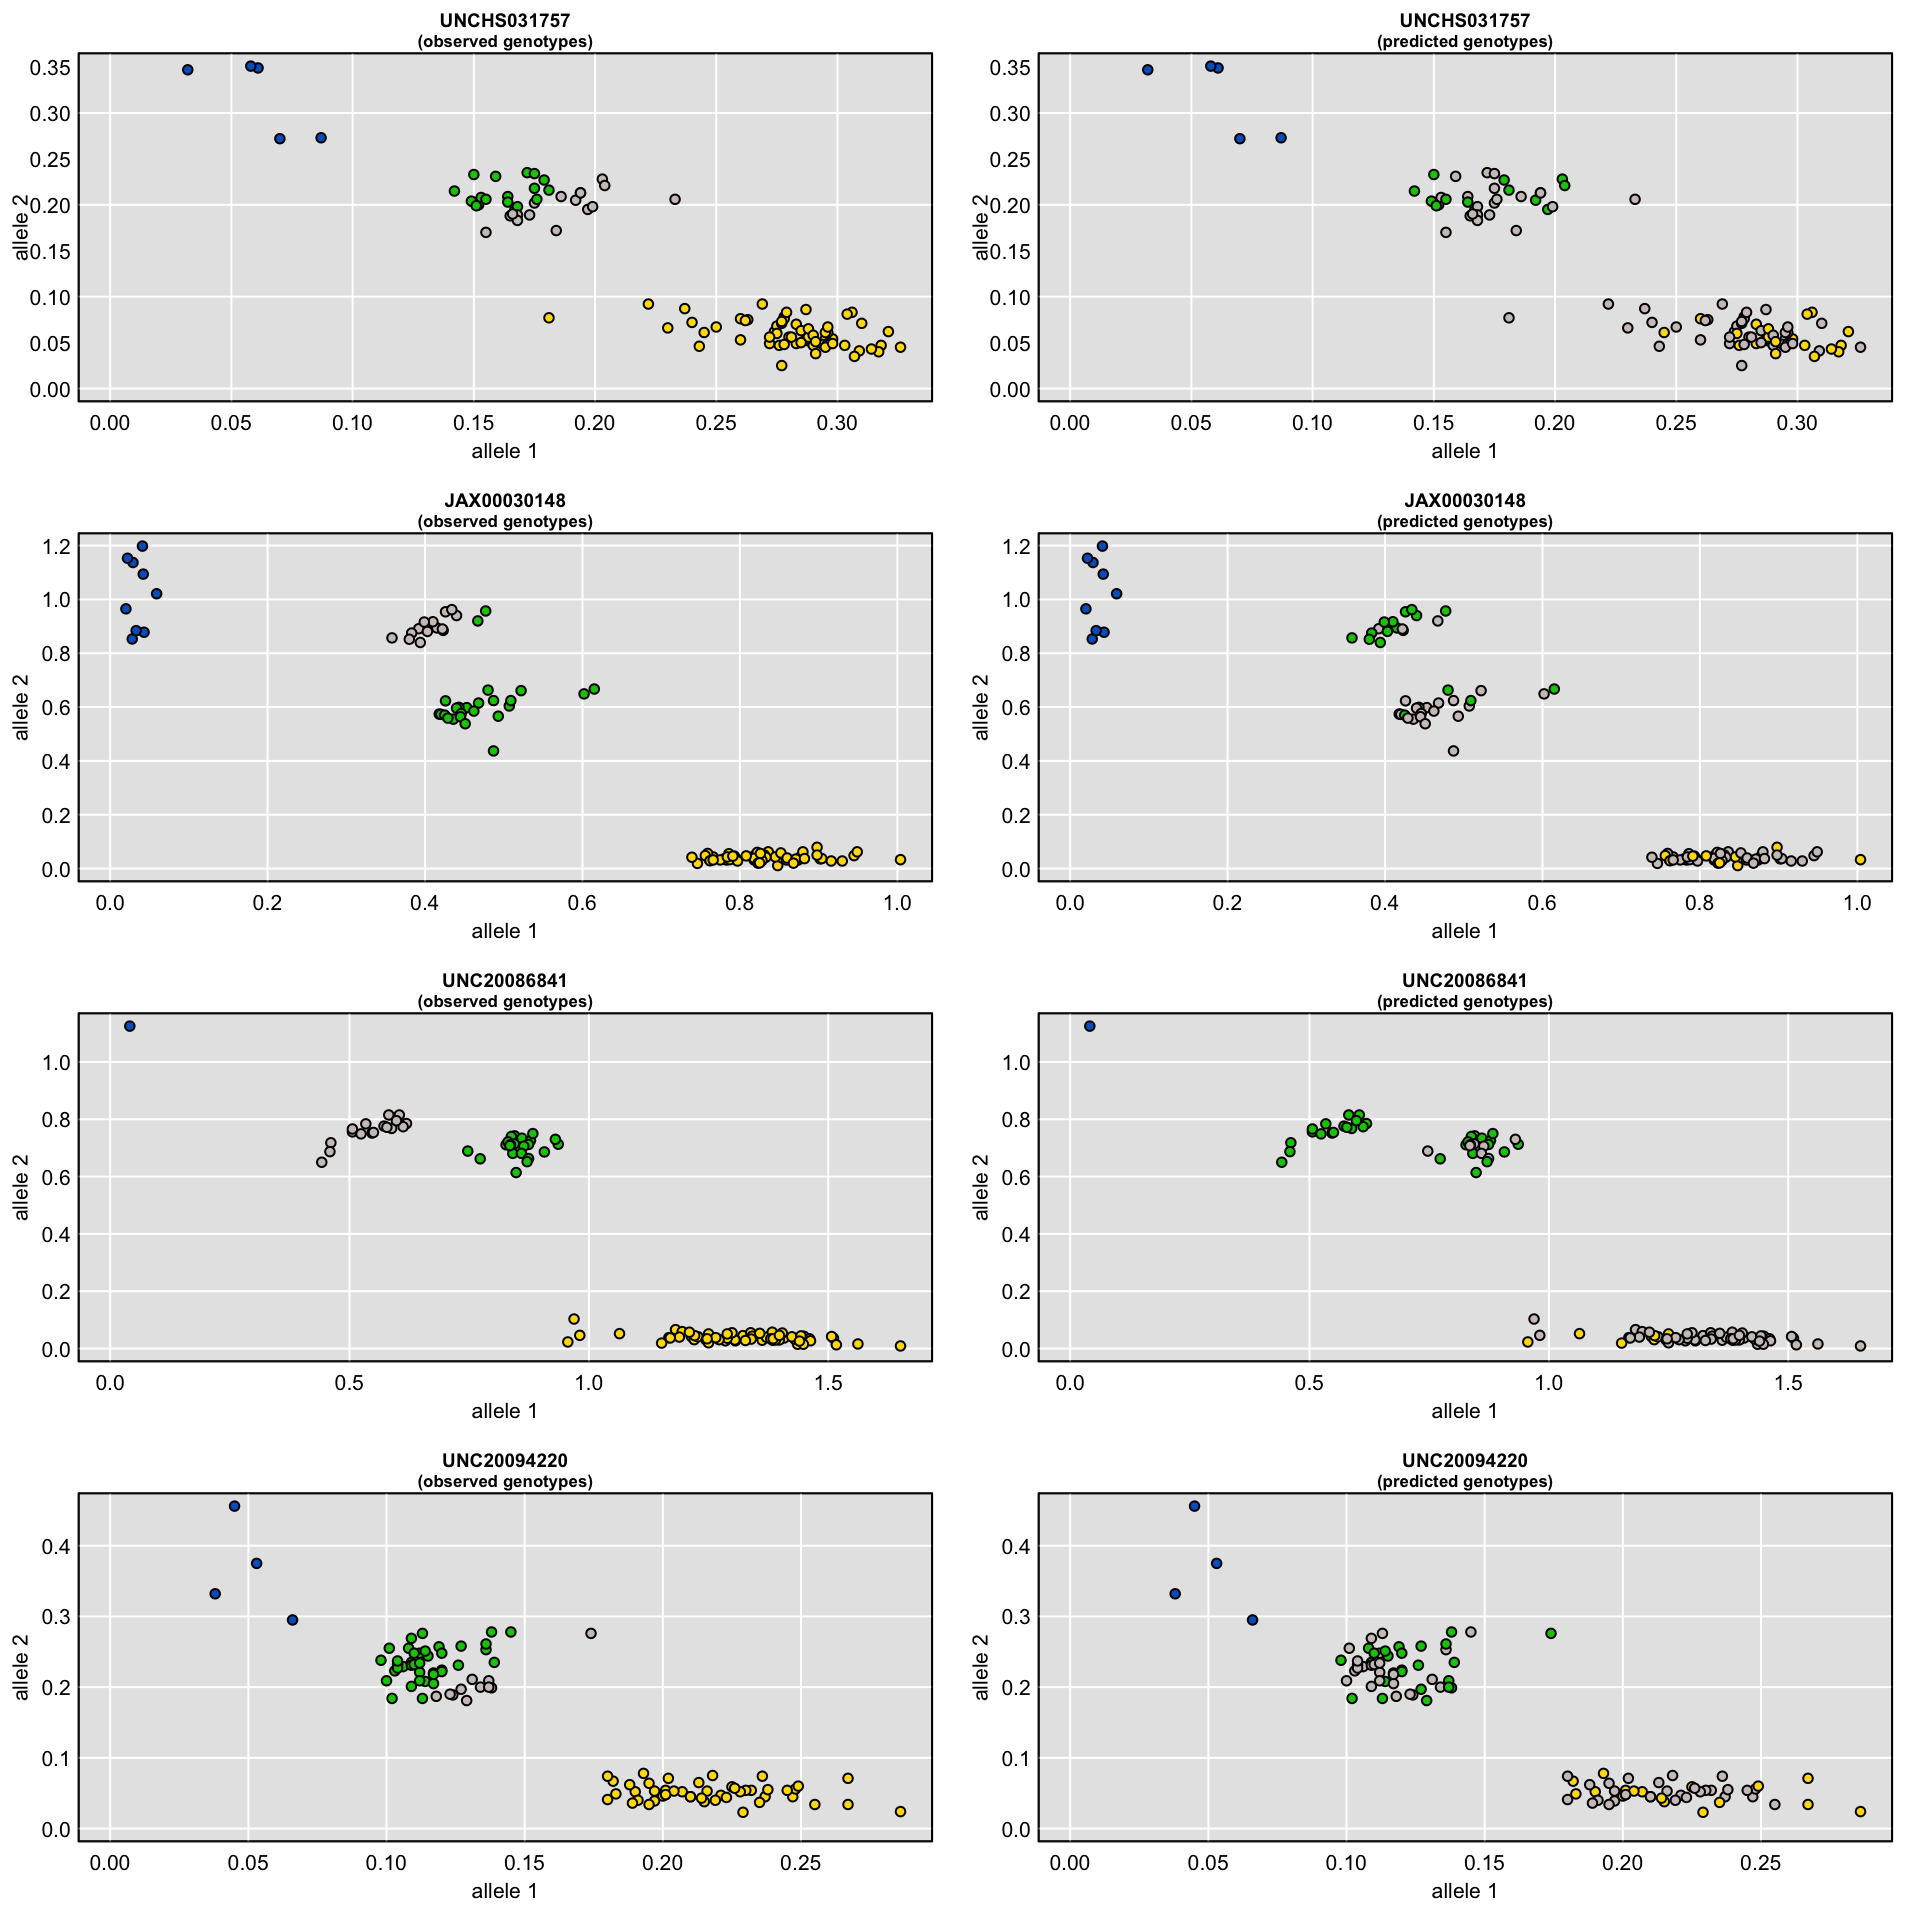 UNCHS031757
(observed genotypes)
0.35
0.30
0.25
0.20
0.15
0.10
0.05
0.00
allele 2
0.00 0.05 0.10 0.15 0.20 0.25 0.30
allele 1
UNCHS031757
(predicted genotypes)
0.35
0.30
0.25
0.20
0.15
0.10
0.05
0.00
allele 2
0.00 0.05 0.10 0.15 0.20 0.25 0.30
allele 1
JAX00030148
(observed genotypes)
1.2
1.0
0.8
0.6
0.4
0.2
0.0
allele 2
0.0 0.2 0.4 0.6 0.8 1.0
allele 1
JAX00030148
(predicted genotypes)
1.2
1.0
0.8
0.6
0.4
0.2
0.0
allele 2
0.0 0.2 0.4 0.6 0.8 1.0
allele 1
UNC20086841
(observed genotypes)
1.0
0.8
0.6
0.4
0.2
0.0
allele 2
0.0 0.5 1.0 1.5
allele 1
UNC20086841
(predicted genotypes)
1.0
0.8
0.6
0.4
0.2
0.0
allele 2
0.0 0.5 1.0 1.5
allele 1
UNC20094220
(observed genotypes)
0.4
0.3
0.2
0.1
0.0
allele 2
0.00 0.05 0.10 0.15 0.20 0.25
allele 1
UNC20094220
(predicted genotypes)
0.4
0.3
0.2
0.1
0.0
allele 2
0.00 0.05 0.10 0.15 0.20 0.25
allele 1